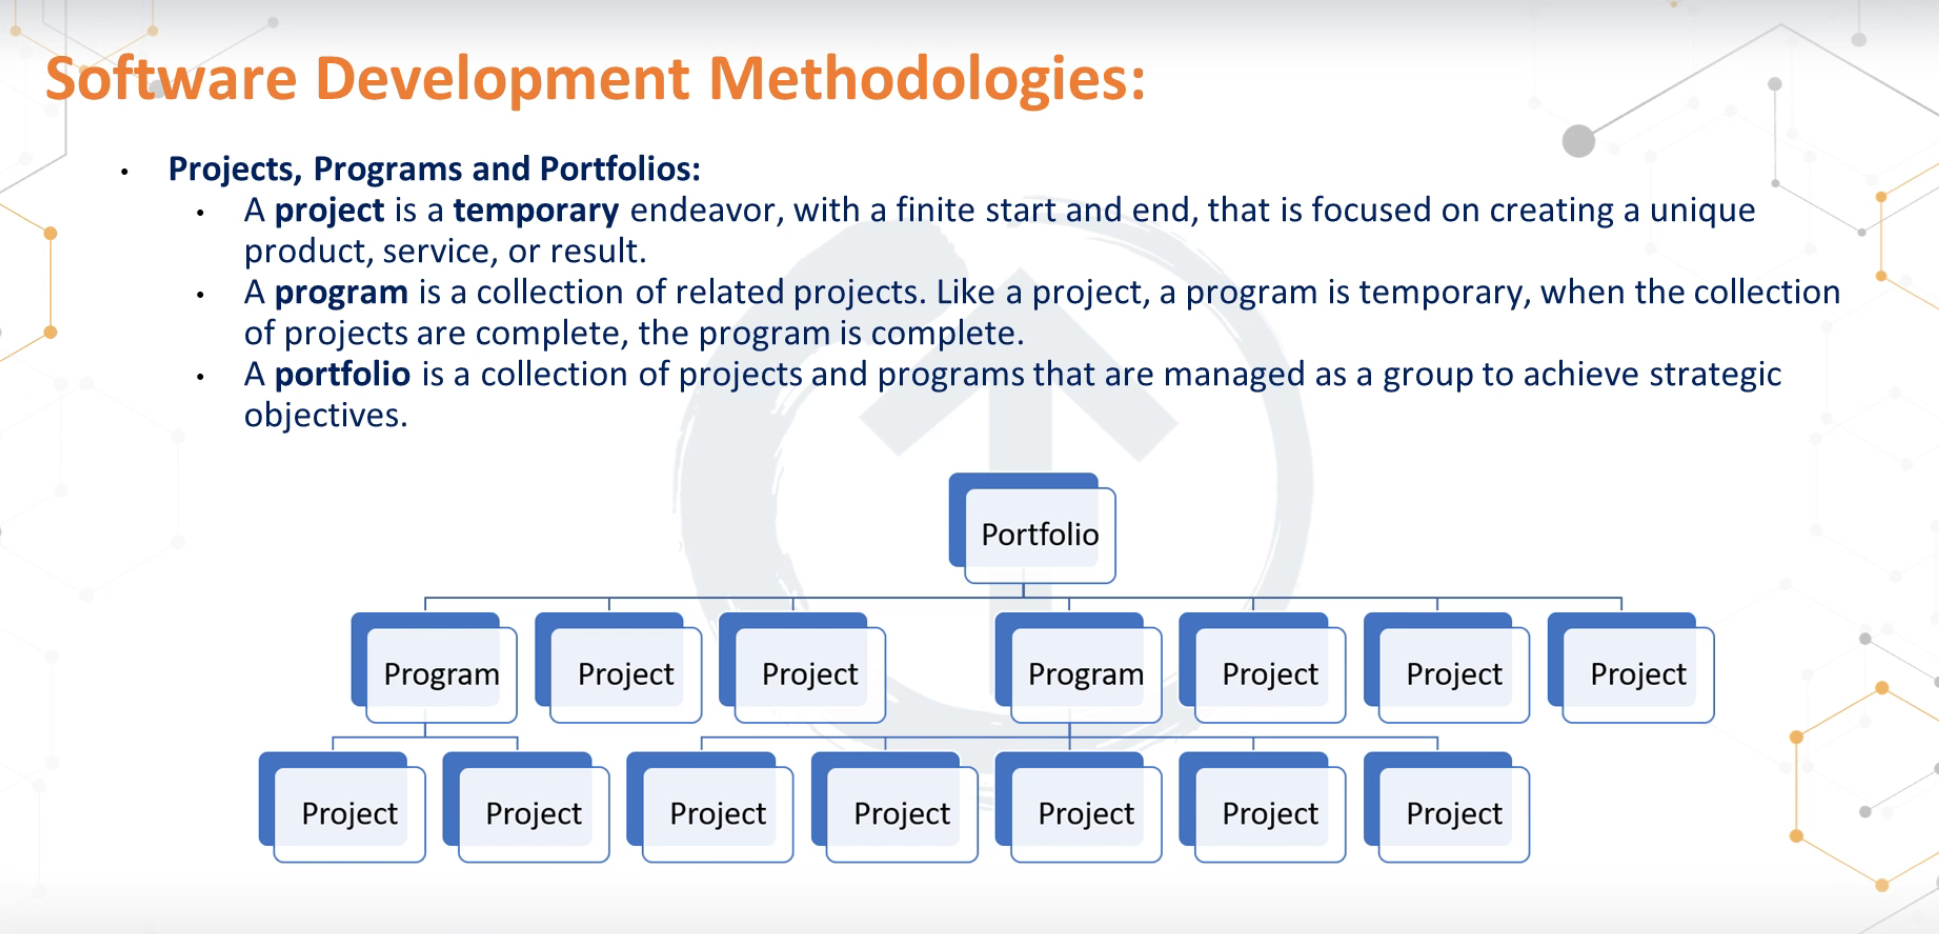 Software Development Methodologies:
Projects, Programs and Portfolios:
A project is a temporary endeavor, with a finite start and end, that is focused on creating a unique
product, service, or result.
A program is a collection of related projects. Like a project, a program is temporary, when the collection
of projects are complete, the program is complete.
A portfolio is a collection of projects and programs that are managed as a group to achieve strategic
objectives.
Portfolio
Program Project Project Program Project Project Project
Project Project Project Project Project Project Project